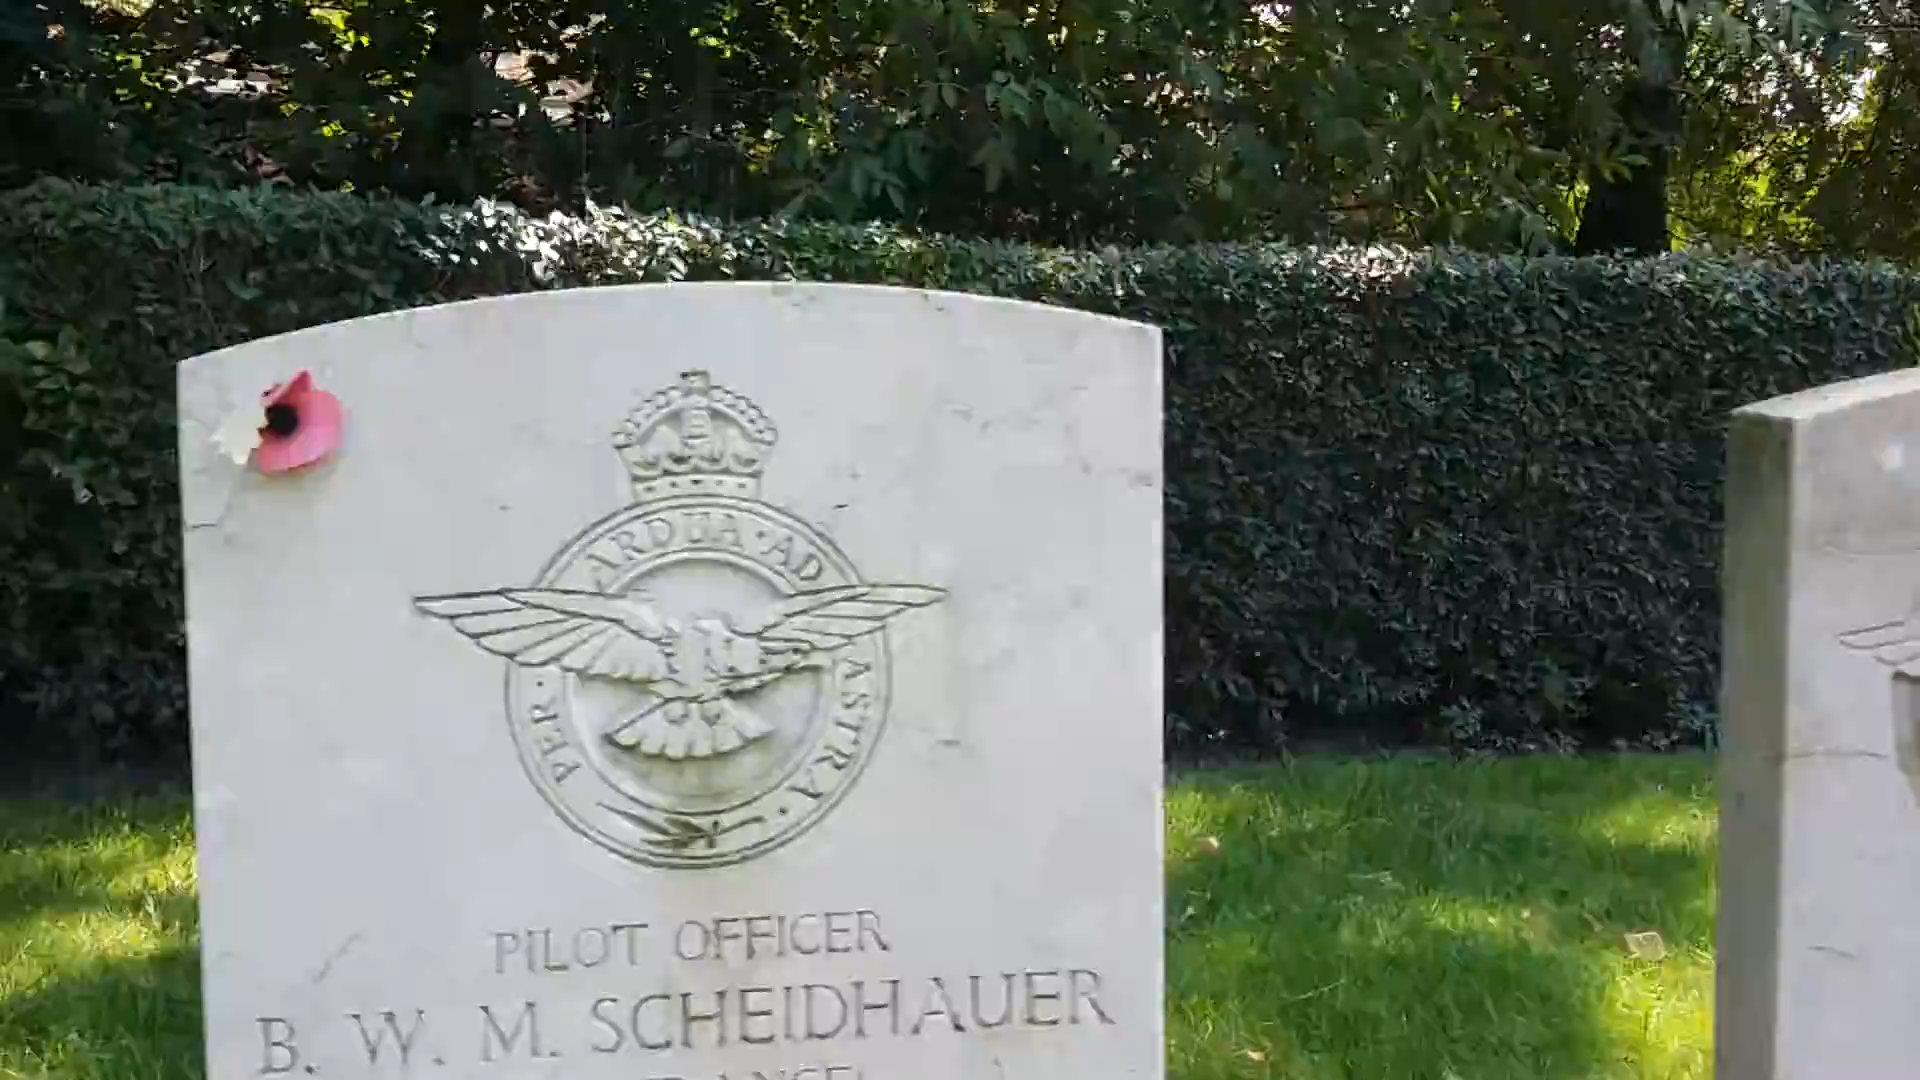 PER · ARDUA · AD ASTRA ·
PILOT OFFICER
B. W. M. SCHEIDHAUER